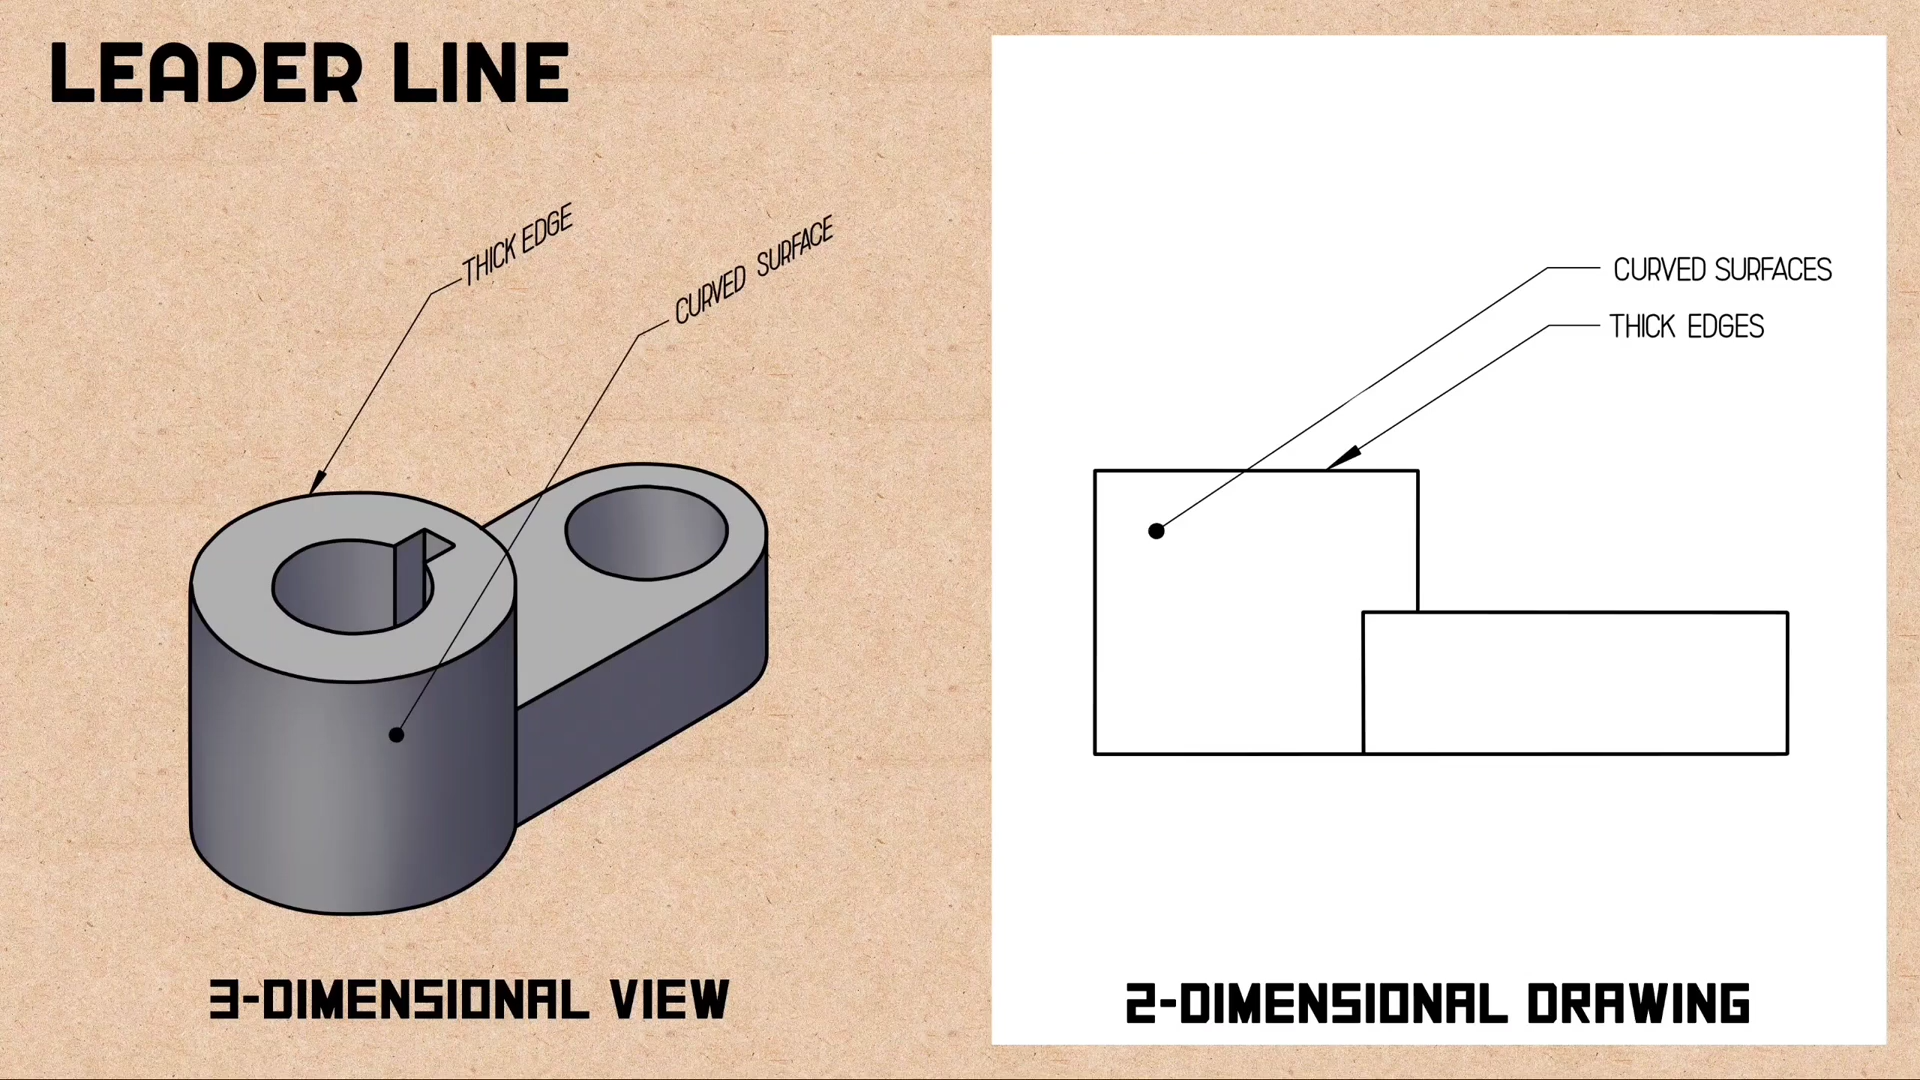 LEADER LINE
THICK EDGE
CURVED SURFACE
3-DIMENSIONAL VIEW
CURVED SURFACES
THICK EDGES
2-DIMENSIONAL DRAWING